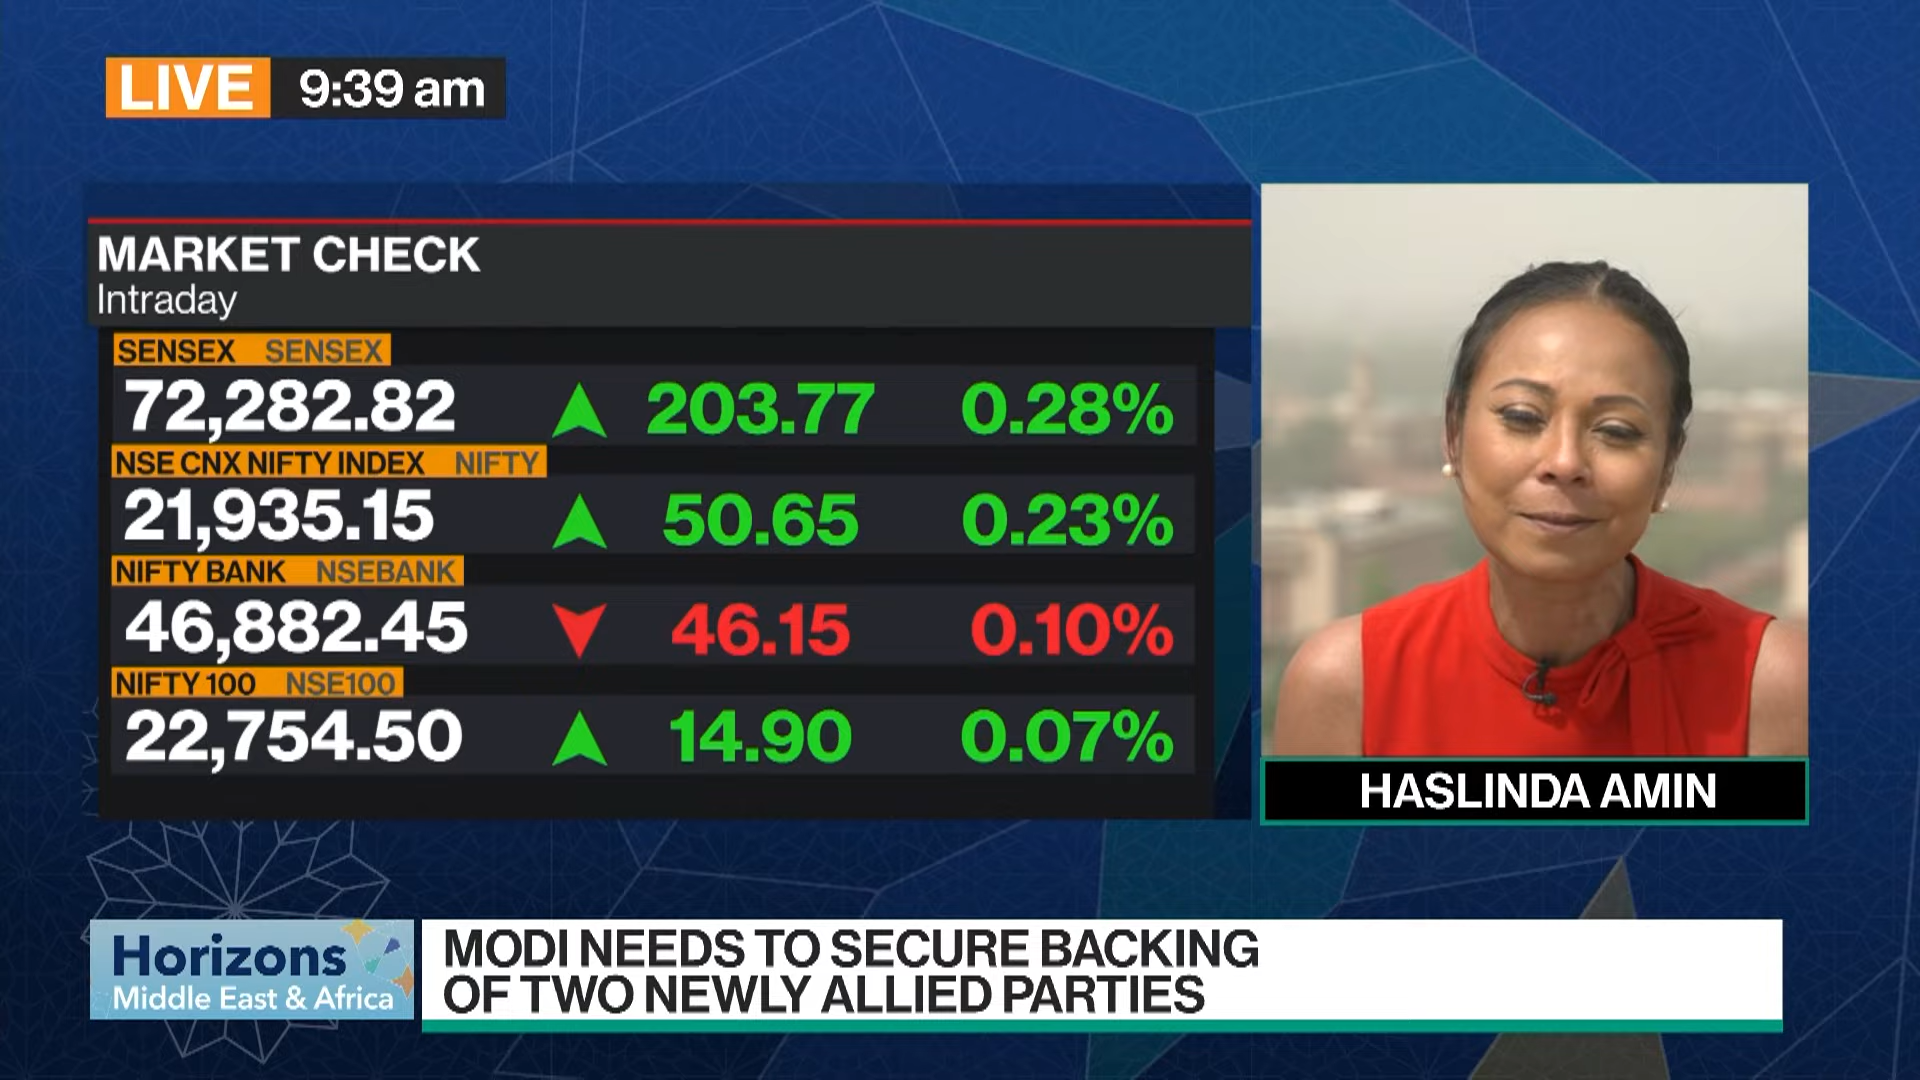 LIVE 9:39 am
MARKET CHECK
Intraday
SENSEX SENSEX
72,282.82 203.77 0.28%
NSE CNX NIFTY INDEX NIFTY
21,935.15 50.65 0.23%
NIFTY BANK NSEBANK
46,882.45 46.15 0.10%
NIFTY 100 NSE100
22,754.50 14.90 0.07%
HASLINDA AMIN
Horizons
Middle East & Africa
MODI NEEDS TO SECURE BACKING
OF TWO NEWLY ALLIED PARTIES